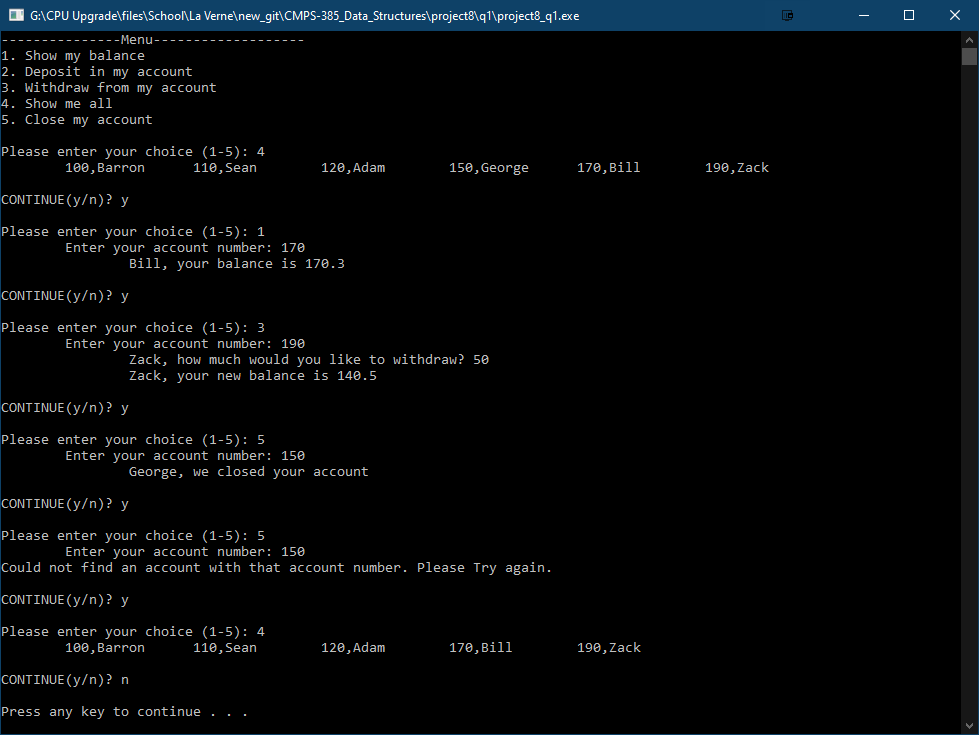 G:\CPU Upgrade\files\School\La Verne\new_git\CMPS-385_Data_Structures\project8\q1\project8_q1.exe
---------------Menu-------------------
1. Show my balance
2. Deposit in my account
3. Withdraw from my account
4. Show me all
5. Close my account
Please enter your choice (1-5): 4
100,Barron 110,Sean 120,Adam 150,George 170,Bill 190,Zack
CONTINUE(y/n)? y
Please enter your choice (1-5): 1
Enter your account number: 170
Bill, your balance is 170.3
CONTINUE(y/n)? y
Please enter your choice (1-5): 3
Enter your account number: 190
Zack, how much would you like to withdraw? 50
Zack, your new balance is 140.5
CONTINUE(y/n)? y
Please enter your choice (1-5): 5
Enter your account number: 150
George, we closed your account
CONTINUE(y/n)? y
Please enter your choice (1-5): 5
Enter your account number: 150
Could not find an account with that account number. Please Try again.
CONTINUE(y/n)? y
Please enter your choice (1-5): 4
100,Barron 110,Sean 120,Adam 170,Bill 190,Zack
CONTINUE(y/n)? n
Press any key to continue . . .